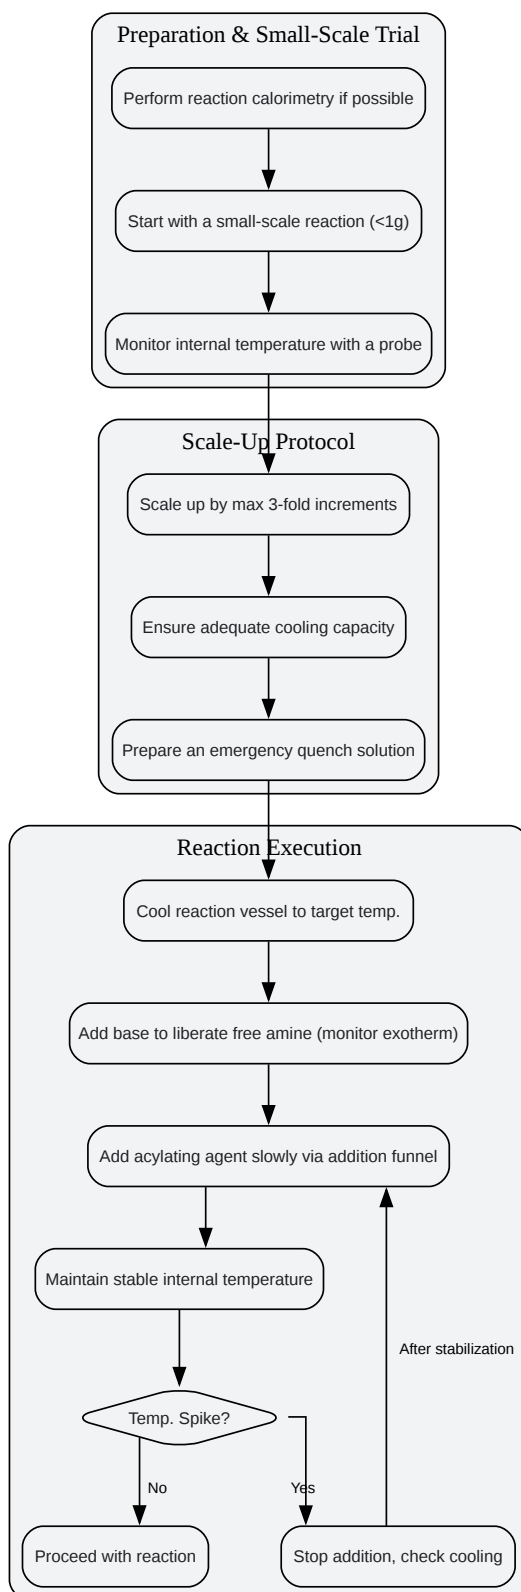 Preparation & Small-Scale Trial
Perform reaction calorimetry if possible
Start with a small-scale reaction (<1g)
Monitor internal temperature with a probe
Scale-Up Protocol
Scale up by max 3-fold increments
Ensure adequate cooling capacity
Prepare an emergency quench solution
Reaction Execution
Cool reaction vessel to target temp.
Add base to liberate free amine (monitor exotherm)
Add acylating agent slowly via addition funnel
Maintain stable internal temperature
After stabilization
Temp. Spike?
No
Yes
Proceed with reaction
Stop addition, check cooling